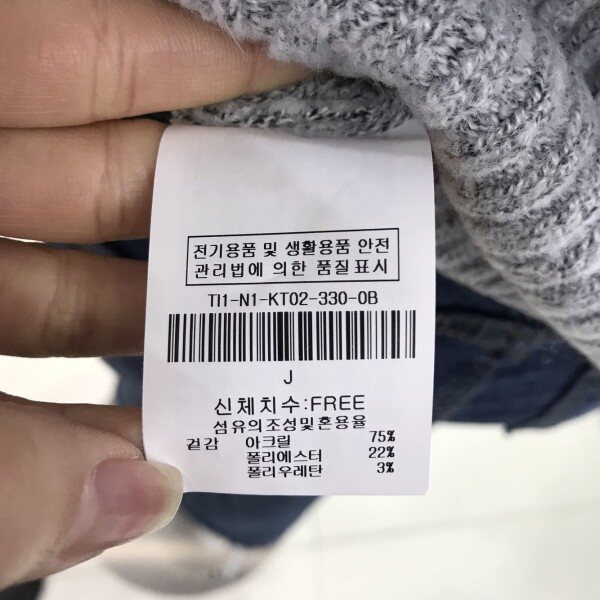 전기용품 및 생활용품 안전
관리법에 의한 품질표시
TI1-N1-KT02-330-0B
J
신체치수:FREE
섬유의조성및혼용율
겉감 아크릴 75%
폴리에스터 22%
폴리우레탄 3%